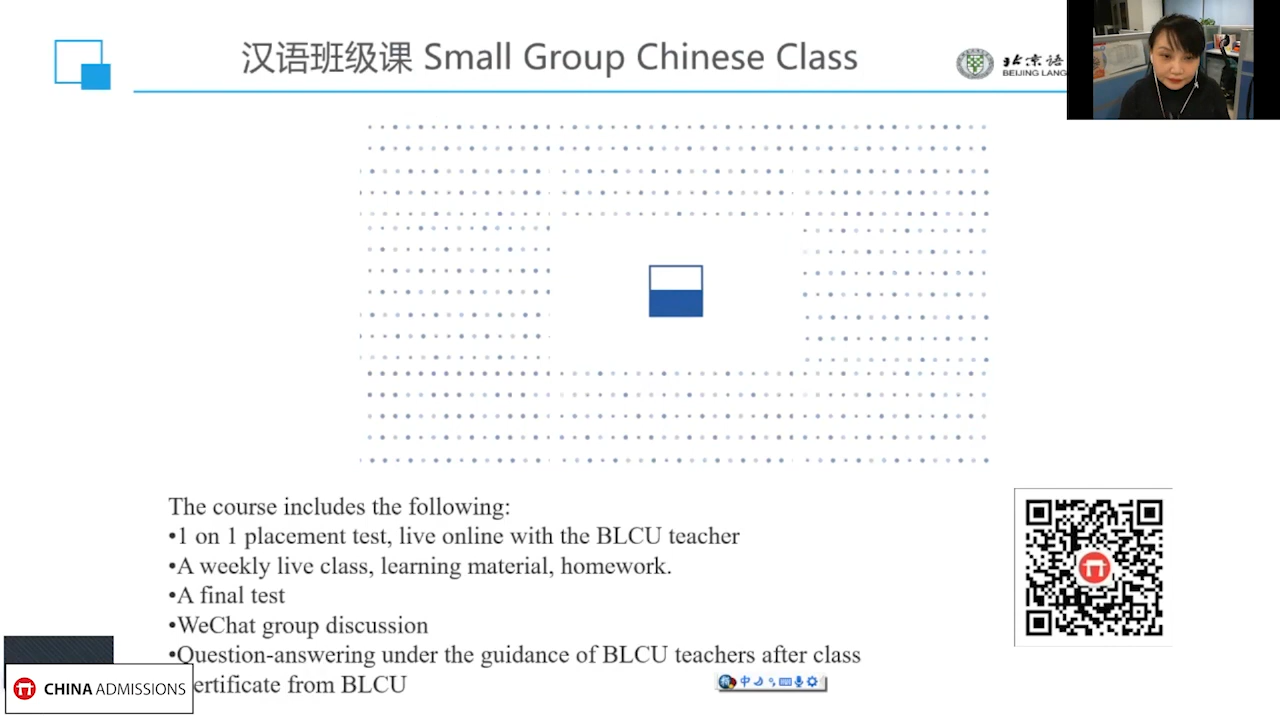 汉语班级课 Small Group Chinese Class
北京語
BEIJING LANG
The course includes the following:
•1 on 1 placement test, live online with the BLCU teacher
•A weekly live class, learning material, homework.
•A final test
•WeChat group discussion
•Question-answering under the guidance of BLCU teachers after class
ertificate from BLCU
CHINA ADMISSIONS
中